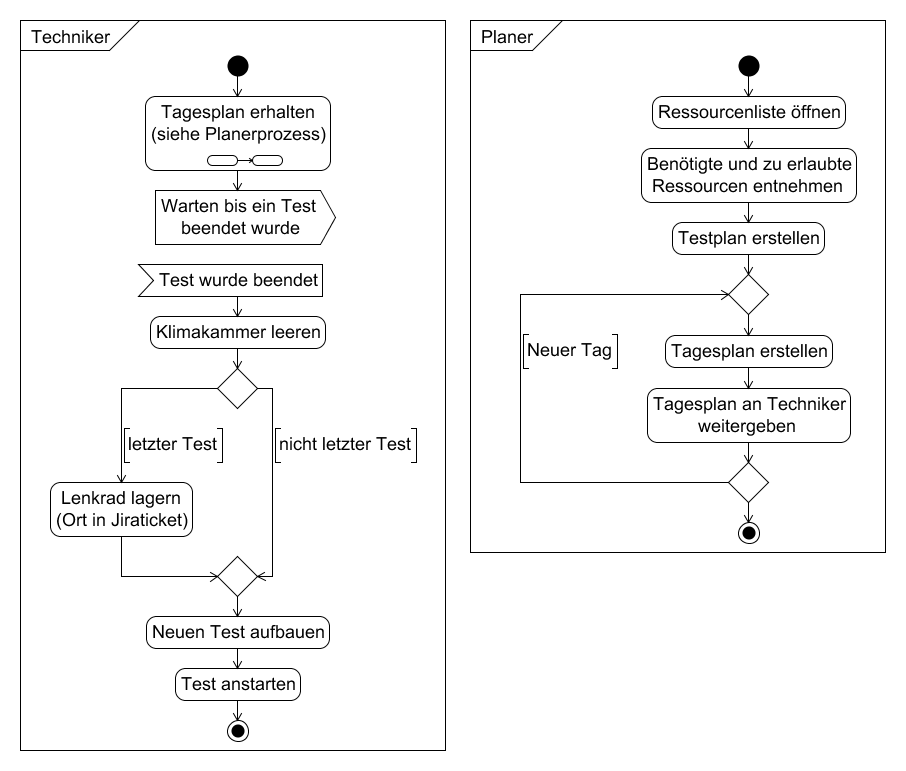 Techniker
Tagesplan erhalten
(siehe Planerprozess)
Warten bis ein Test
beendet wurde
Test wurde beendet
Klimakammer leeren
[letzter Test]
[nicht letzter Test]
Lenkrad lagern
(Ort in Jiraticket)
Neuen Test aufbauen
Test anstarten
Planer
Ressourcenliste öffnen
Benötigte und zu erlaubte
Ressourcen entnehmen
Testplan erstellen
[Neuer Tag]
Tagesplan erstellen
Tagesplan an Techniker
weitergeben